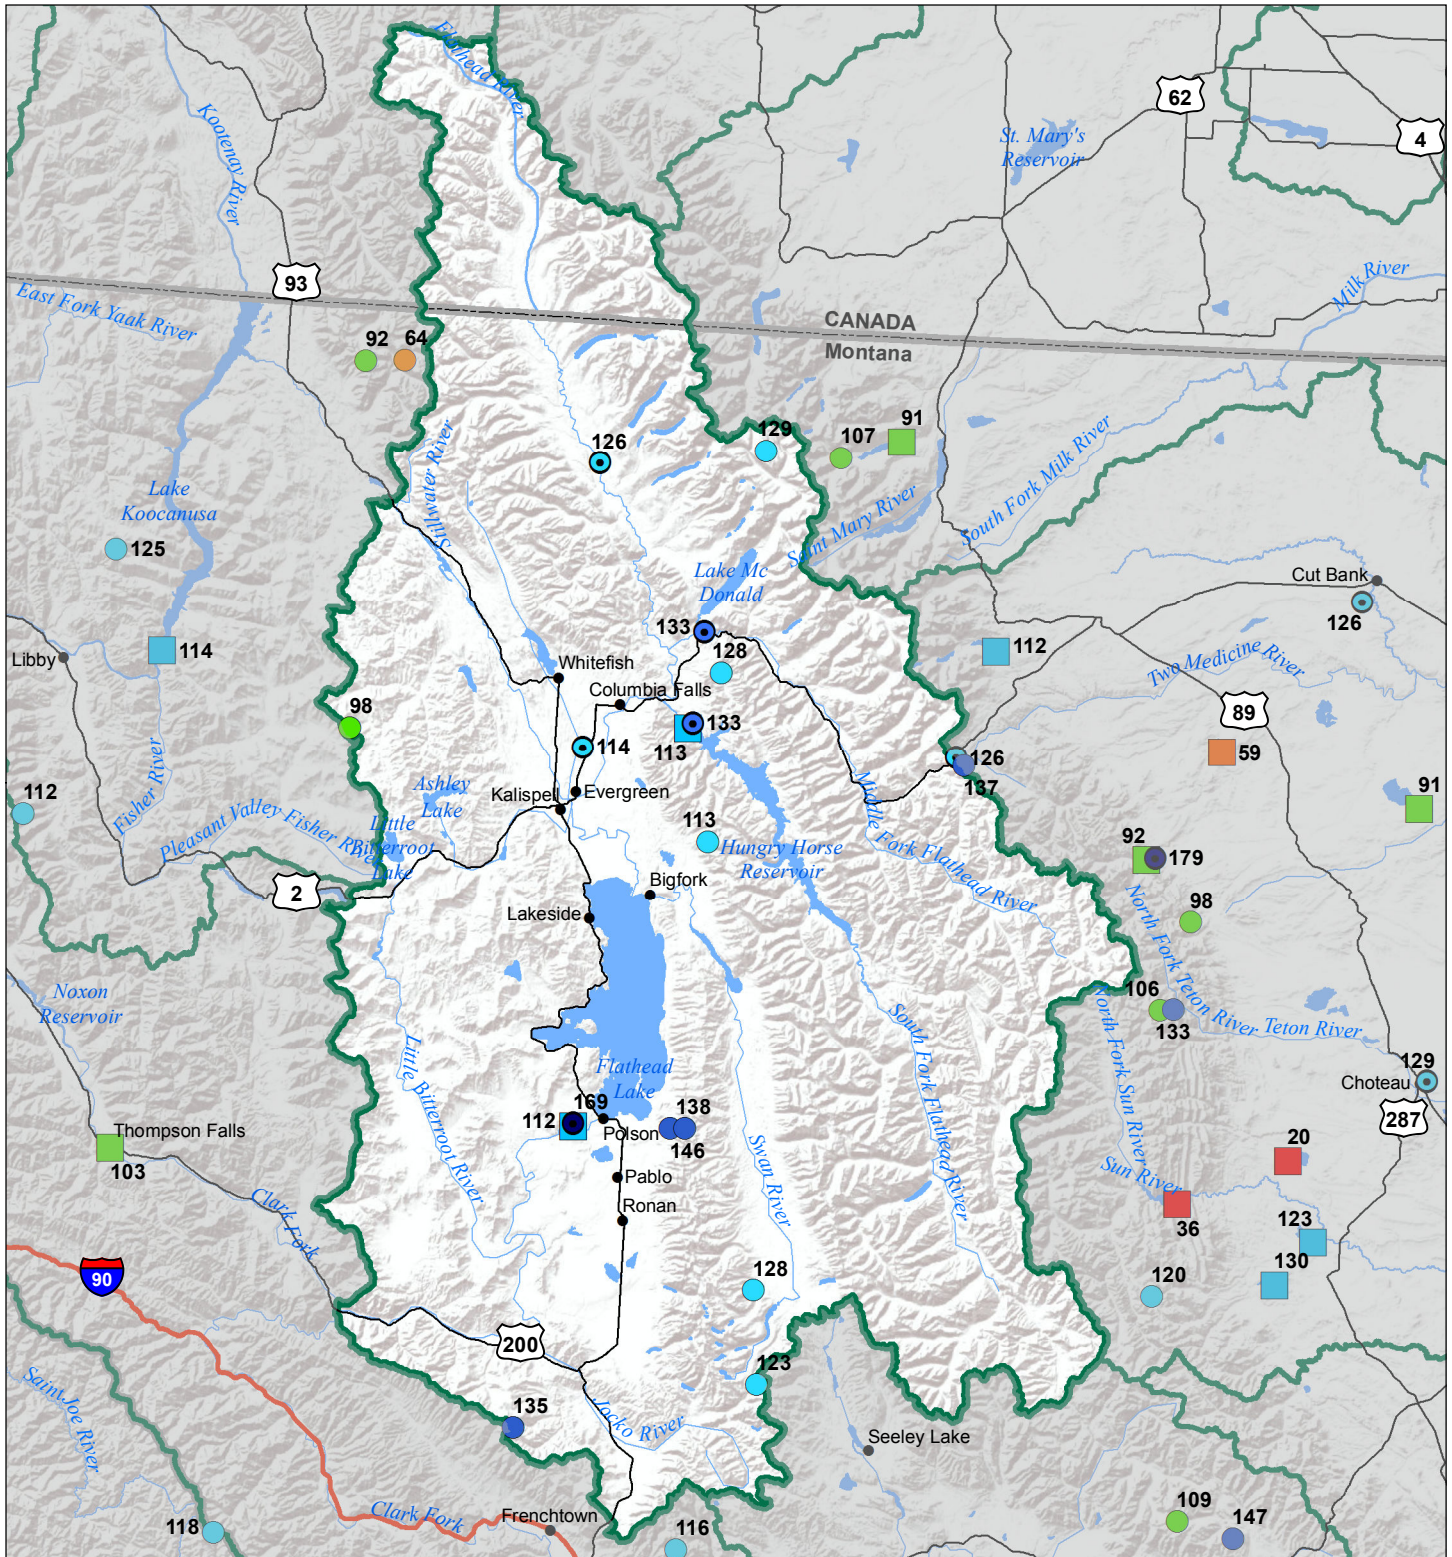 Flathead River
62
4
St. Mary's
Reservoir
Kootenay River
93
Milk River
East Fork Yaak River
CANADA
Montana
92
64
129
107
91
126
Stillwater River
South Fork Milk River
Lake
Koocanusa
125
Saint Mary River
Lake Mc
Donald
Cut Bank
126
133
128
Libby
114
Whitefish
112
Two Medicine River
Columbia Falls
98
133
113
89
59
114
126
137
Fisher River
Ashley
Lake
Kalispell
Evergreen
112
91
Pleasant Valley Fisher River
Little
Bitterroot
Lake
113
Hungry Horse
Reservoir
Middle Fork Flathead River
92
179
2
Bigfork
98
Lakeside
North Fork Teton River
Noxon
Reservoir
106
133
Teton River
North Fork Sun River
South Fork Flathead River
Little Bitterroot River
Flathead
Lake
129
Choteau
287
169
112
138
146
Polson
Thompson Falls
103
Swan River
20
Pablo
Sun River
36
Ronan
Clark Fork
123
130
90
128
120
200
123
Saint Joe River
135
Jocko River
Seeley Lake
Clark Fork
Frenchtown
109
147
118
116